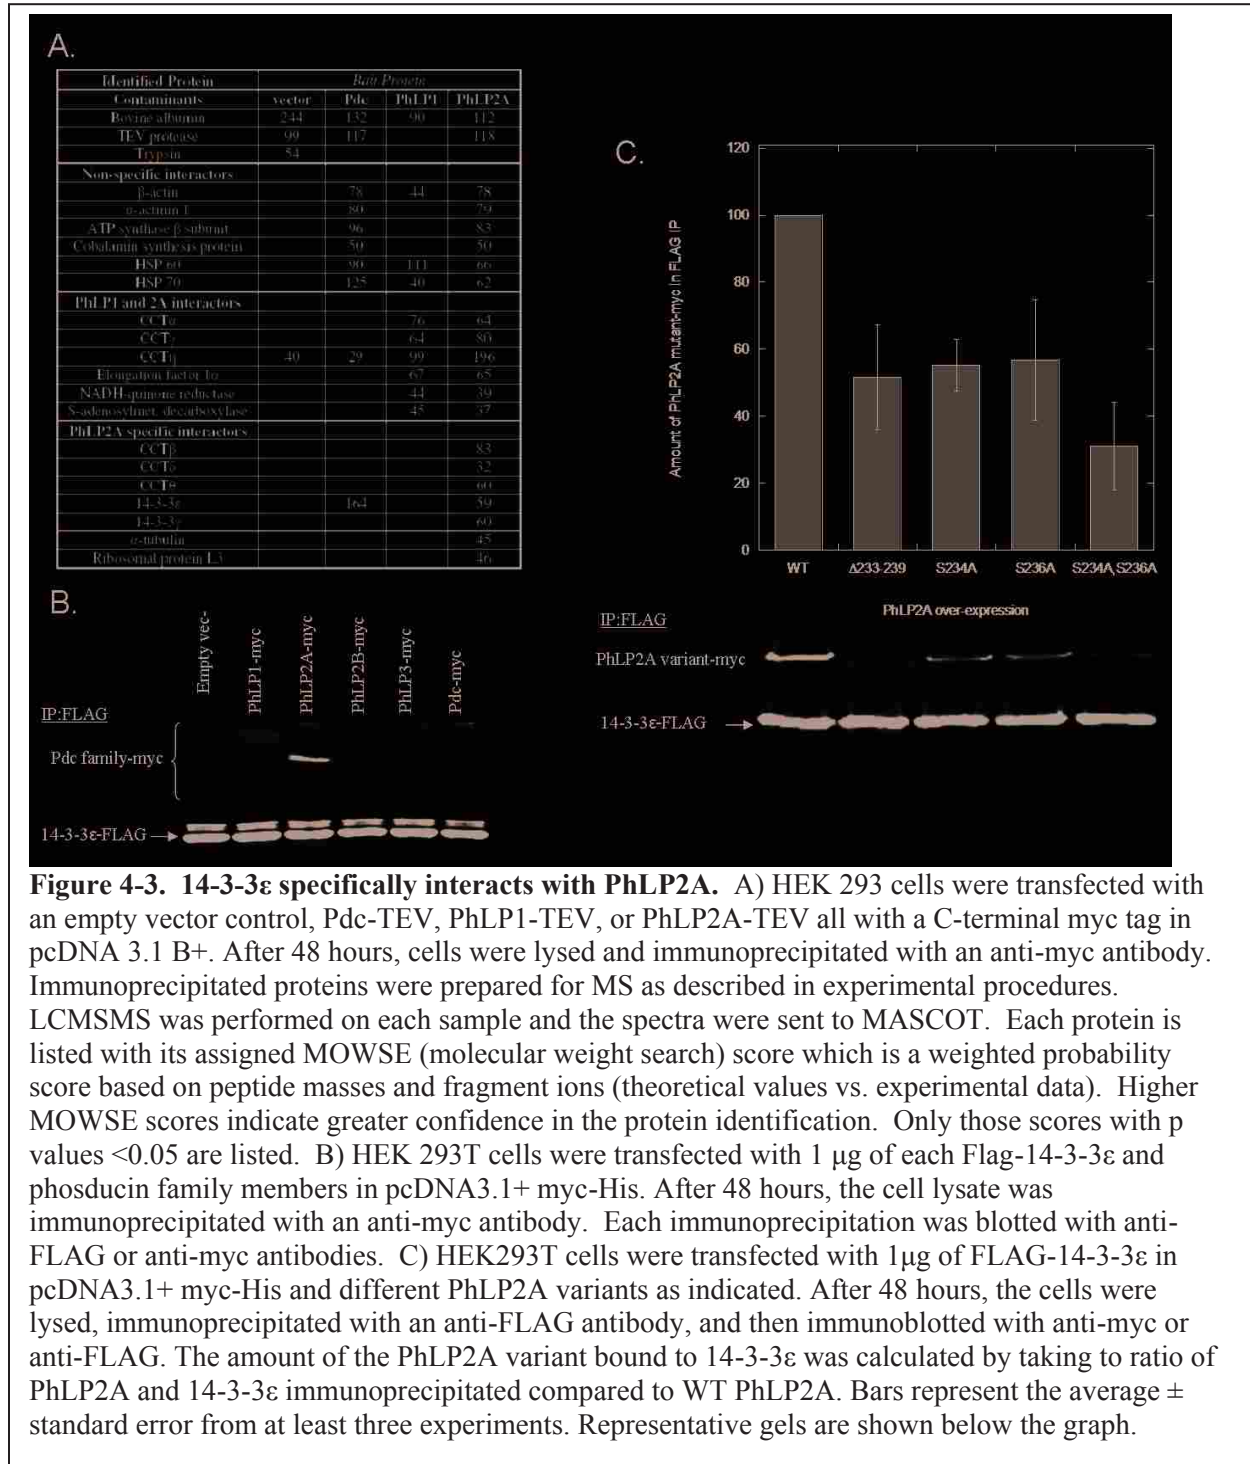 A.
Identified Protein Bait Protein
Contaminants vector Pdc PhLP1 PhLP2A
Bovine albumin 244 132 90 112
TEV protease 99 117 118
Trypsin 54
Non-specific interactors
β-actin 78 44 78
α-actinin 1 80 79
ATP synthase β subunit 96 83
Cobalamin synthesis protein 50 50
HSP 60 90 111 66
HSP 70 125 40 62
PhLP1 and 2A interactors
CCTα 76 64
CCTγ 64 80
CCTη 40 29 99 196
Elongation factor 1α 67 65
NADH-quinone reductase 44 39
S-adenosylmet. decarboxylase 45 37
PhLP2A specific interactors
CCTβ 83
CCTδ 32
CCTθ 60
14-3-3ε 164 59
14-3-3γ 60
α-tubulin 45
Ribosomal protein L3 46
B.
Empty vec-
PhLP1-myc
PhLP2A-myc
PhLP2B-myc
PhLP3-myc
Pdc-myc
IP:FLAG
Pdc family-myc
14-3-3ε-FLAG
C.
Amount of PhLP2A mutant-myc in FLAG IP
120
100
80
60
40
20
0
WT Δ233-239 S234A S236A S234A,S236A
PhLP2A over-expression
IP:FLAG
PhLP2A variant-myc
14-3-3ε-FLAG
Figure 4-3. 14-3-3ε specifically interacts with PhLP2A. A) HEK 293 cells were transfected with
an empty vector control, Pdc-TEV, PhLP1-TEV, or PhLP2A-TEV all with a C-terminal myc tag in
pcDNA 3.1 B+. After 48 hours, cells were lysed and immunoprecipitated with an anti-myc antibody.
Immunoprecipitated proteins were prepared for MS as described in experimental procedures.
LCMSMS was performed on each sample and the spectra were sent to MASCOT. Each protein is
listed with its assigned MOWSE (molecular weight search) score which is a weighted probability
score based on peptide masses and fragment ions (theoretical values vs. experimental data). Higher
MOWSE scores indicate greater confidence in the protein identification. Only those scores with p
values <0.05 are listed. B) HEK 293T cells were transfected with 1 μg of each Flag-14-3-3ε and
phosducin family members in pcDNA3.1+ myc-His. After 48 hours, the cell lysate was
immunoprecipitated with an anti-myc antibody. Each immunoprecipitation was blotted with anti-
FLAG or anti-myc antibodies. C) HEK293T cells were transfected with 1μg of FLAG-14-3-3ε in
pcDNA3.1+ myc-His and different PhLP2A variants as indicated. After 48 hours, the cells were
lysed, immunoprecipitated with an anti-FLAG antibody, and then immunoblotted with anti-myc or
anti-FLAG. The amount of the PhLP2A variant bound to 14-3-3ε was calculated by taking to ratio of
PhLP2A and 14-3-3ε immunoprecipitated compared to WT PhLP2A. Bars represent the average ±
standard error from at least three experiments. Representative gels are shown below the graph.